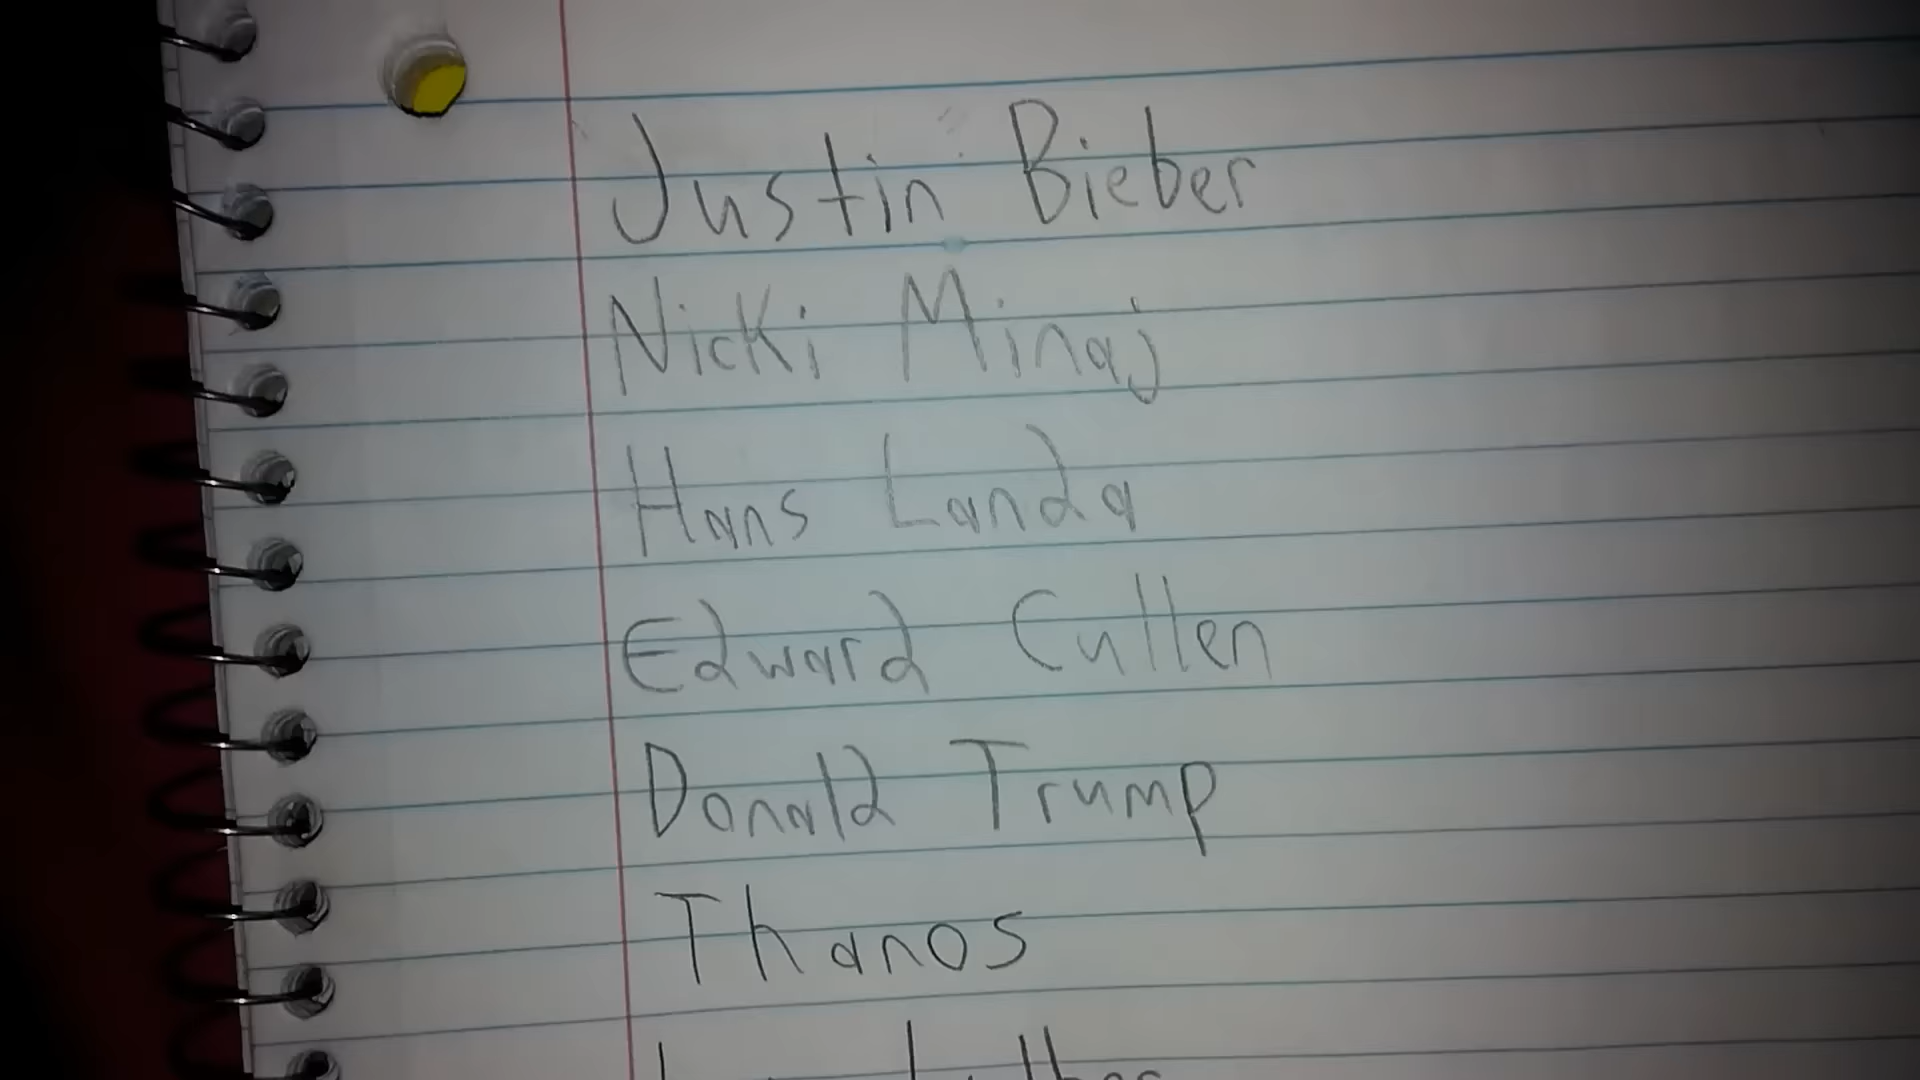 Justin Bieber
Nicki Minaj
Hans Landa
Edward Cullen
Donald Trump
Thanos